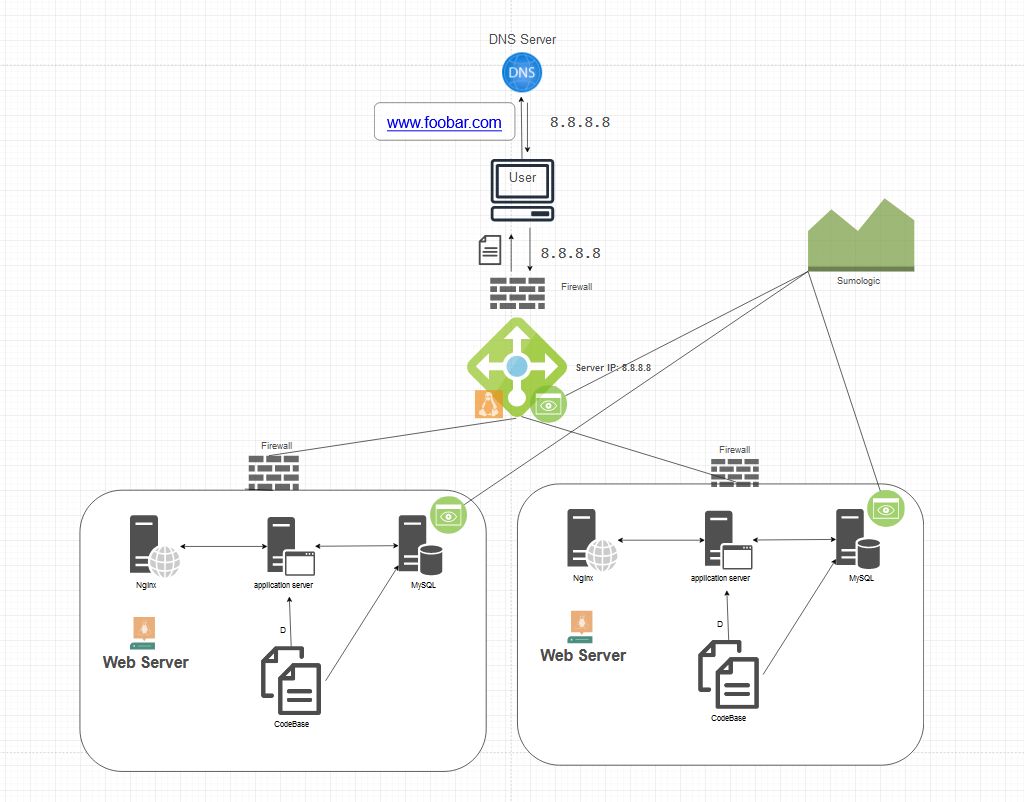 DNS Server
DNS
www.foobar.com
8.8.8.8
User
8.8.8.8
Firewall
Sumologic
Server IP: 8.8.8.8
Firewall
Firewall
Nginx
application server
MySQL
D
Web Server
CodeBase
Nginx
application server
MySQL
D
Web Server
CodeBase